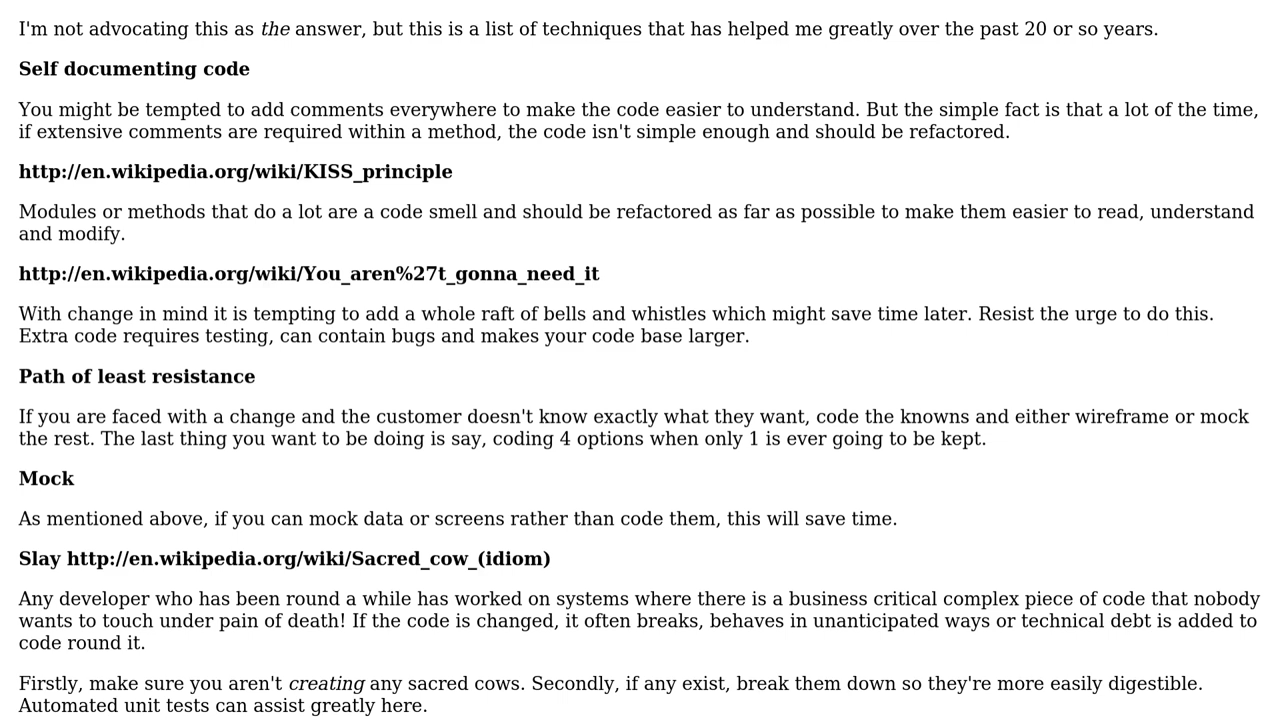 I'm not advocating this as the answer, but this is a list of techniques that has helped me greatly over the past 20 or so years.
Self documenting code
You might be tempted to add comments everywhere to make the code easier to understand. But the simple fact is that a lot of the time,
if extensive comments are required within a method, the code isn't simple enough and should be refactored.
http://en.wikipedia.org/wiki/KISS_principle
Modules or methods that do a lot are a code smell and should be refactored as far as possible to make them easier to read, understand
and modify.
http://en.wikipedia.org/wiki/You_aren%27t_gonna_need_it
With change in mind it is tempting to add a whole raft of bells and whistles which might save time later. Resist the urge to do this.
Extra code requires testing, can contain bugs and makes your code base larger.
Path of least resistance
If you are faced with a change and the customer doesn't know exactly what they want, code the knowns and either wireframe or mock
the rest. The last thing you want to be doing is say, coding 4 options when only 1 is ever going to be kept.
Mock
As mentioned above, if you can mock data or screens rather than code them, this will save time.
Slay http://en.wikipedia.org/wiki/Sacred_cow_(idiom)
Any developer who has been round a while has worked on systems where there is a business critical complex piece of code that nobody
wants to touch under pain of death! If the code is changed, it often breaks, behaves in unanticipated ways or technical debt is added to
code round it.
Firstly, make sure you aren't creating any sacred cows. Secondly, if any exist, break them down so they're more easily digestible.
Automated unit tests can assist greatly here.